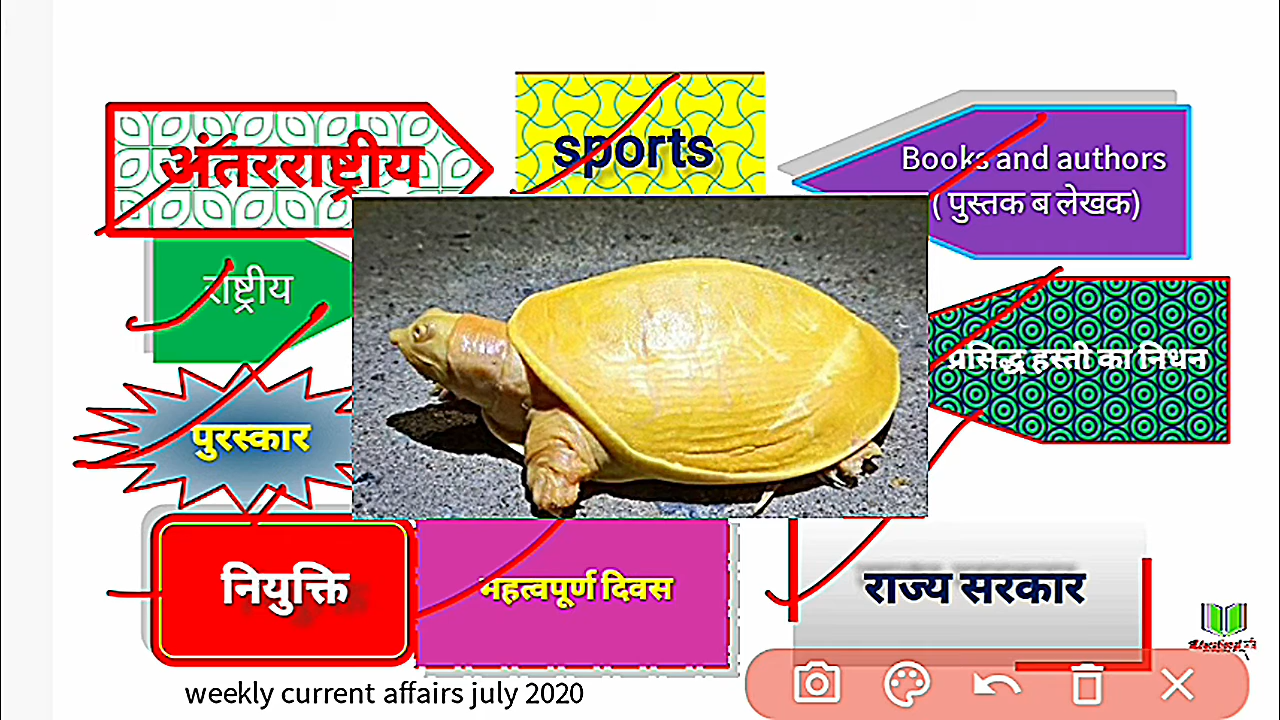 अंतरराष्ट्रीय
sports
Books and authors
( पुस्तक ब लेखक)
राष्ट्रीय
प्रसिद्ध हस्ती का निधन
पुरस्कार
नियुक्ति
महत्वपूर्ण दिवस
राज्य सरकार
weekly current affairs july 2020